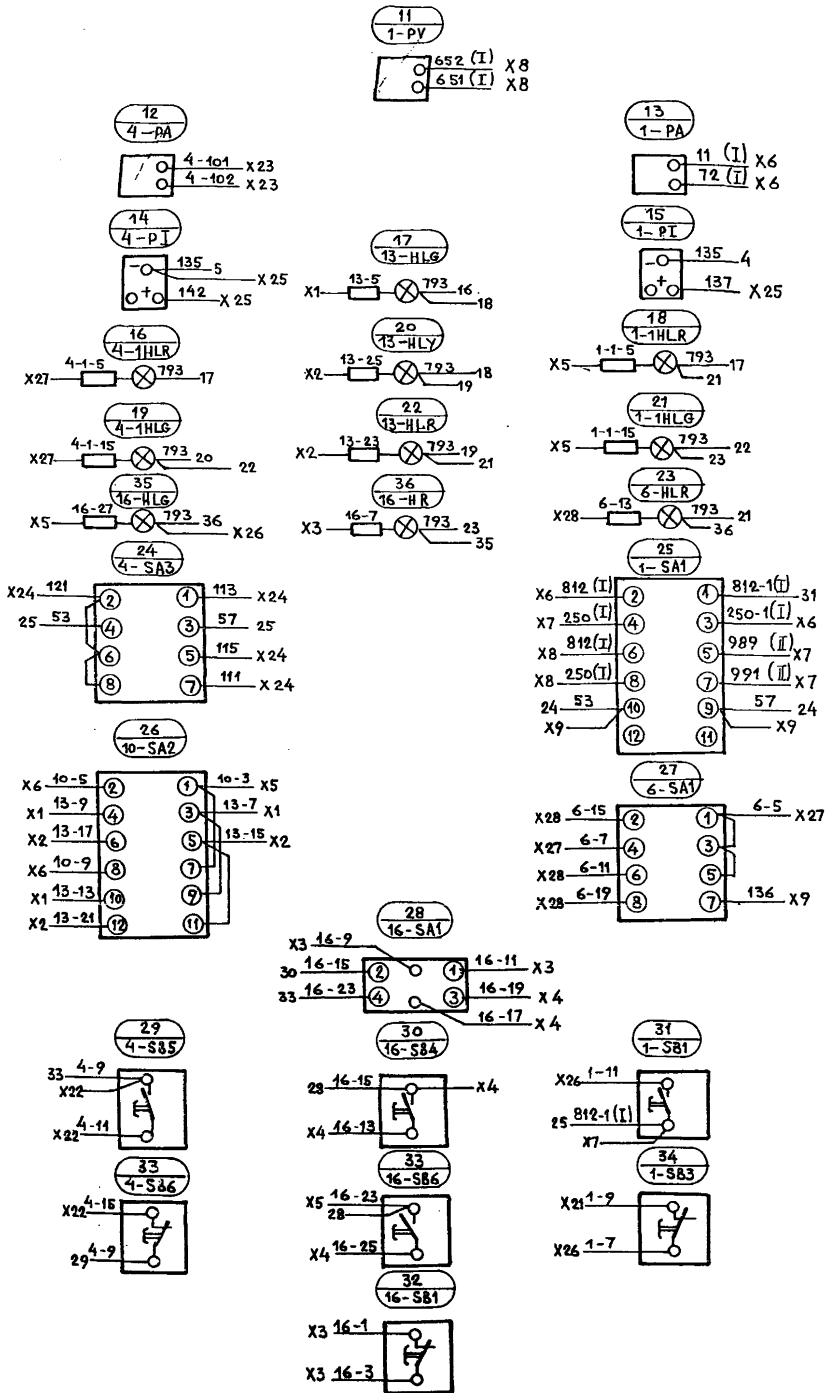 11
1-PV
652 (I) X8
651 (I) X8
12
4-PA
4-101 X23
4-102 X23
13
1-PA
11 (I) X6
72 (I) X6
14
4-PI
135 5
X25
142 X25
15
1-PI
135 4
137 X25
17
13-HLG
X1 13-5 793 16
18
16
4-1HLR
X27 4-1-5 793 17
20
13-HLY
X2 13-25 793 18
19
18
1-1HLR
X5 1-1-5 793 17
21
19
4-1HLG
X27 4-1-15 793 20
22
22
13-HLR
X2 13-23 793 19
21
21
1-1HLG
X5 1-1-15 793 22
23
35
16-HLG
X5 16-27 793 36
X26
36
16-HR
X3 16-7 793 23
35
23
6-HLR
X28 6-13 793 21
36
24
4-SA3
X24 121 2 1 113 X24
25 53 4 3 57 25
6 5 115 X24
8 7 111 X24
25
1-SA1
X6 812 (I) 2 1 812-1(I) 31
X7 250(I) 4 3 250-1(I) X6
X8 812(I) 6 5 989 (II) X7
X8 250(I) 8 7 991 (II) X7
24 53 10 9 57 24
X9 X9
12 11
26
10-SA2
X6 10-5 2 1 10-3 X5
X1 13-9 4 3 13-7 X1
X2 13-17 6 5 13-15 X2
X6 10-9 8 7
X1 13-13 10 9
X2 13-21 12 11
27
6-SA1
X28 6-15 2 1 6-5 X27
X27 6-7 4 3
X28 6-11 6 5
X28 6-19 8 7 136 X9
28
16-SA1
X3 16-9
30 16-15 2 1 16-11 X3
33 16-23 4 3 16-19 X4
16-17 X4
29
4-SB5
33 4-9
X22
X22 4-11
30
16-SB4
28 16-15 X4
X4 16-13
31
1-SB1
X26 1-11
25 812-1(I)
X7
33
4-SB6
X22 4-15
29 4-9
33
16-SB6
X5 16-23
28
X4 16-25
34
1-SB3
X21 1-9
X26 1-7
32
16-SB1
X3 16-1
X3 16-3